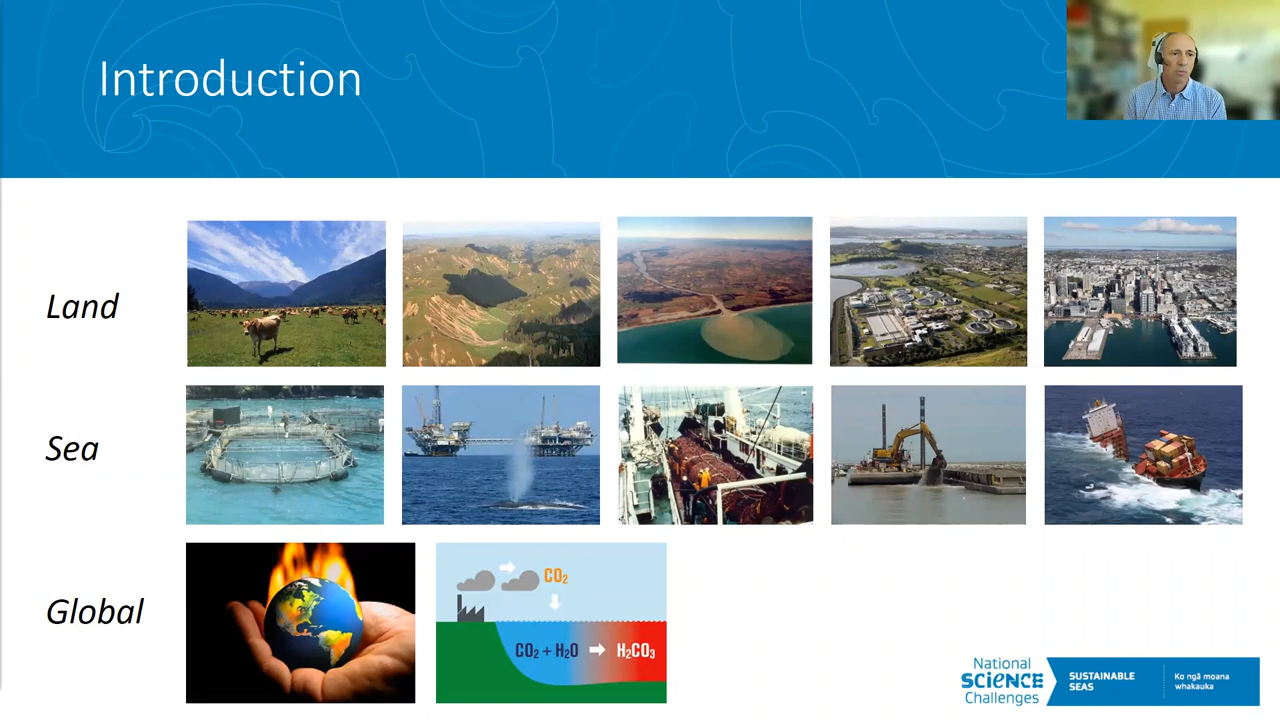 Introduction
Land
Sea
Global
CO₂
CO₂ + H₂O
H₂CO₃
National
SCIENCE
Challenges
SUSTAINABLE
SEAS
Ko ngā moana
whakauka